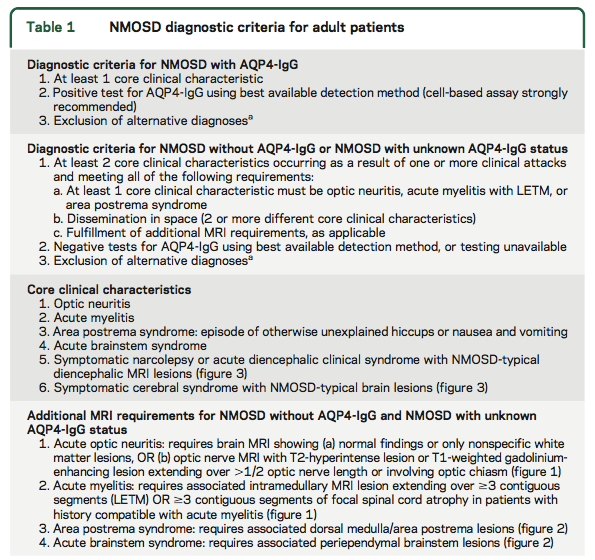 Table 1 NMOSD diagnostic criteria for adult patients
Diagnostic criteria for NMOSD with AQP4-IgG
1. At least 1 core clinical characteristic
2. Positive test for AQP4-IgG using best available detection method (cell-based assay strongly
recommended)
3. Exclusion of alternative diagnosesᵃ
Diagnostic criteria for NMOSD without AQP4-IgG or NMOSD with unknown AQP4-IgG status
1. At least 2 core clinical characteristics occurring as a result of one or more clinical attacks
and meeting all of the following requirements:
a. At least 1 core clinical characteristic must be optic neuritis, acute myelitis with LETM, or
area postrema syndrome
b. Dissemination in space (2 or more different core clinical characteristics)
c. Fulfillment of additional MRI requirements, as applicable
2. Negative tests for AQP4-IgG using best available detection method, or testing unavailable
3. Exclusion of alternative diagnosesᵃ
Core clinical characteristics
1. Optic neuritis
2. Acute myelitis
3. Area postrema syndrome: episode of otherwise unexplained hiccups or nausea and vomiting
4. Acute brainstem syndrome
5. Symptomatic narcolepsy or acute diencephalic clinical syndrome with NMOSD-typical
diencephalic MRI lesions (figure 3)
6. Symptomatic cerebral syndrome with NMOSD-typical brain lesions (figure 3)
Additional MRI requirements for NMOSD without AQP4-IgG and NMOSD with unknown
AQP4-IgG status
1. Acute optic neuritis: requires brain MRI showing (a) normal findings or only nonspecific white
matter lesions, OR (b) optic nerve MRI with T2-hyperintense lesion or T1-weighted gadolinium-
enhancing lesion extending over >1/2 optic nerve length or involving optic chiasm (figure 1)
2. Acute myelitis: requires associated intramedullary MRI lesion extending over ≥3 contiguous
segments (LETM) OR ≥3 contiguous segments of focal spinal cord atrophy in patients with
history compatible with acute myelitis (figure 1)
3. Area postrema syndrome: requires associated dorsal medulla/area postrema lesions (figure 2)
4. Acute brainstem syndrome: requires associated periependymal brainstem lesions (figure 2)